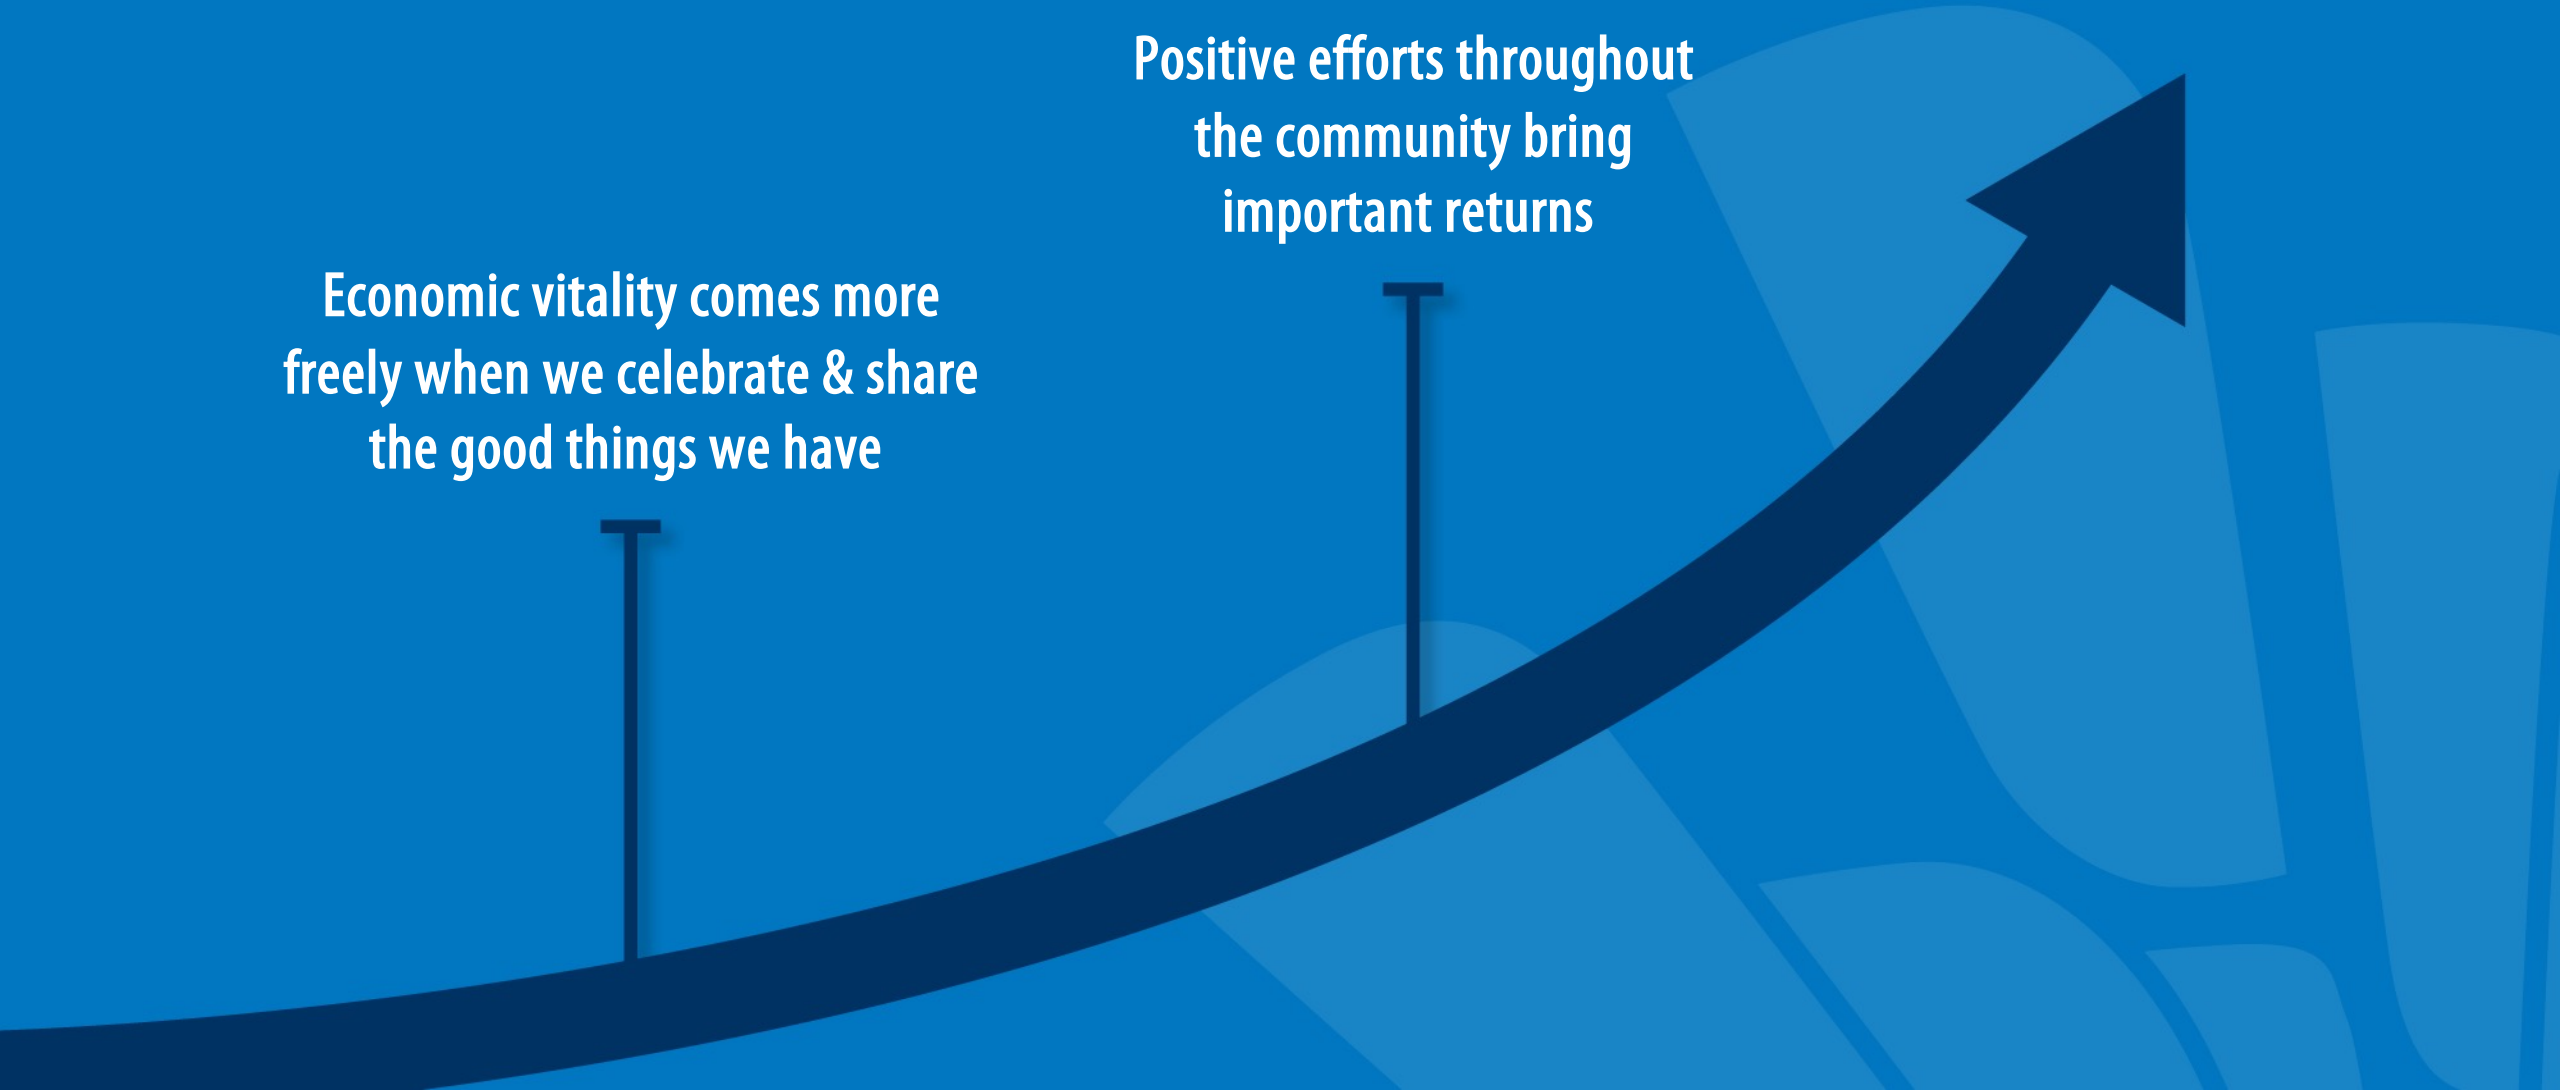 Positive efforts throughout
the community bring
important returns
Economic vitality comes more
freely when we celebrate & share
the good things we have